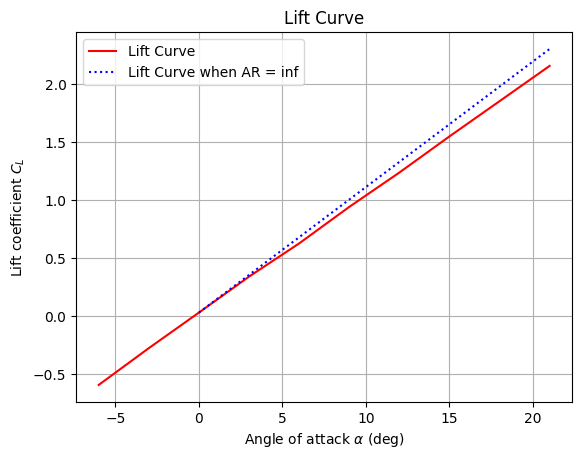 Lift Curve
Lift Curve
Lift Curve when AR = inf
2.0
1.5
1.0
0.5
0.0
−0.5
Lift coefficient C_L
−5
0
5
10
15
20
Angle of attack α (deg)